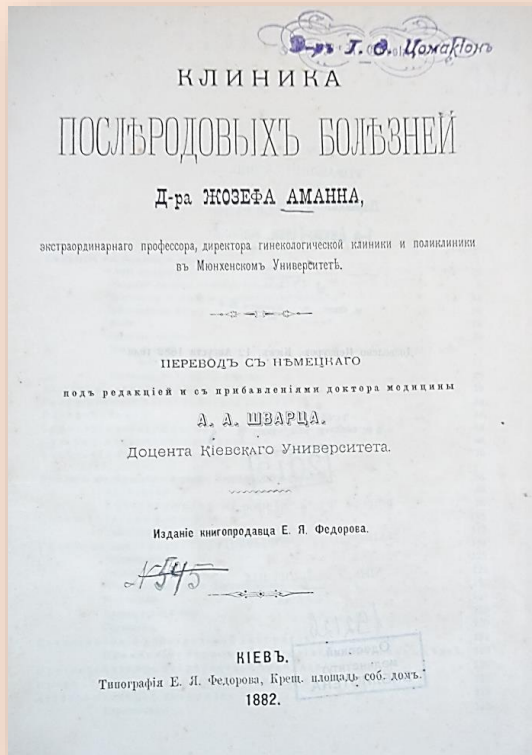 Д-ръ Г. Ѳ. Цомакіонъ
КЛИНИКА
ПОСЛѢРОДОВЫХЪ БОЛѢЗНЕЙ
Д-ра ЖОЗЕФА АМАННА,
экстраординарнаго профессора, директора гинекологической клиники и поликлиники
въ Мюнхенскомъ Университетѣ.
ПЕРЕВОДЪ СЪ НѢМЕЦКАГО
подъ редакціей и съ прибавленіями доктора медицины
А. А. ШВАРЦА.
Доцента Кіевскаго Университета.
Изданіе книгопродавца Е. Я. Федорова.
№ 545
КІЕВЪ.
Типографія Е. Я. Федорова, Крещ. площадь соб. домъ.
1882.